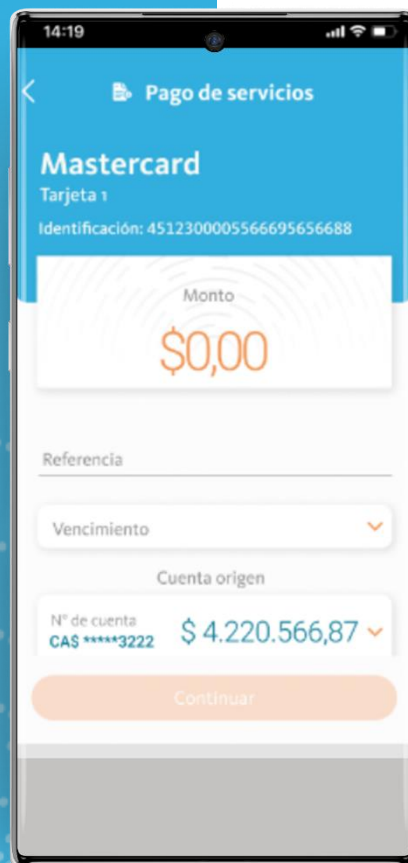 14:19
Pago de servicios
Mastercard
Tarjeta 1
Identificación: 4512300005566695656688
Monto
$0,00
Referencia
Vencimiento
Cuenta origen
N° de cuenta
CA$ *****3222 $ 4.220.566,87
Continuar